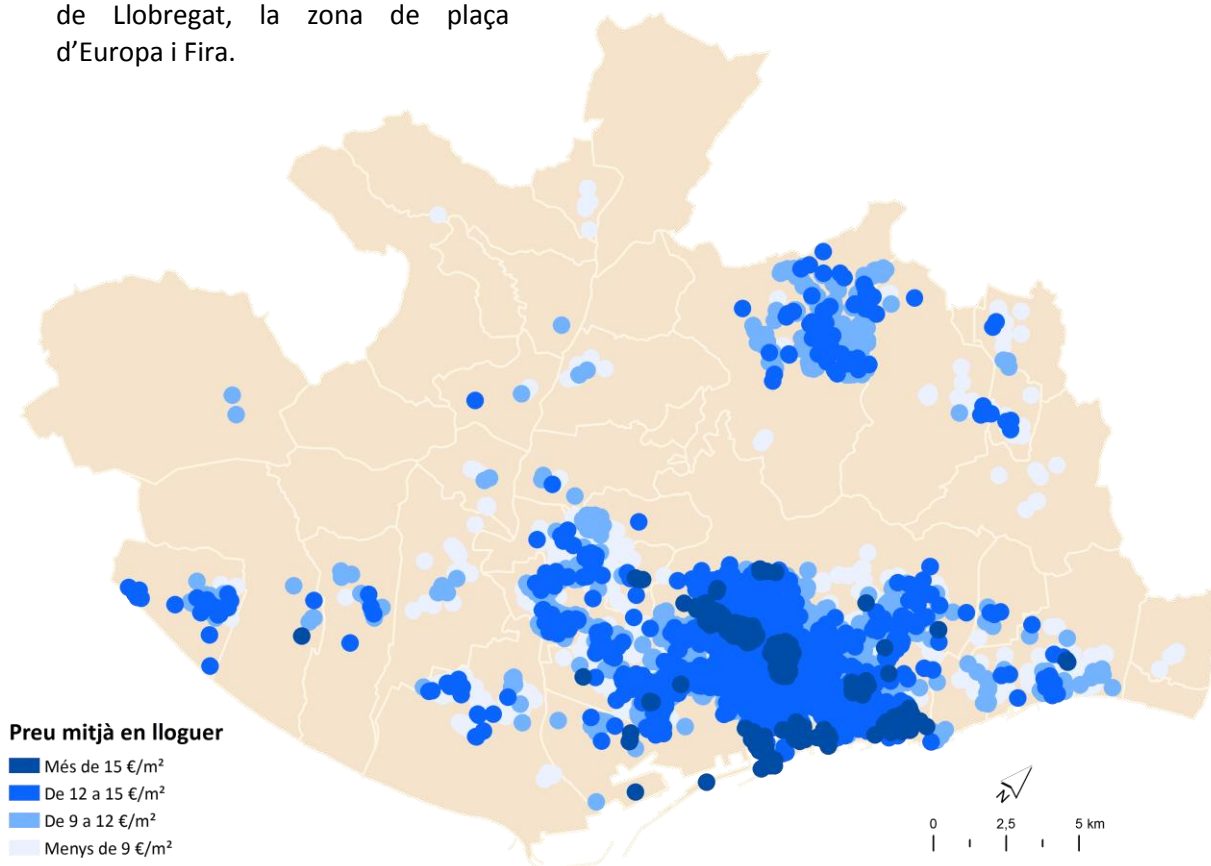 de Llobregat, la zona de plaça
d’Europa i Fira.
Preu mitjà en lloguer
Més de 15 €/m²
De 12 a 15 €/m²
De 9 a 12 €/m²
Menys de 9 €/m²
N
0 2,5 5 km